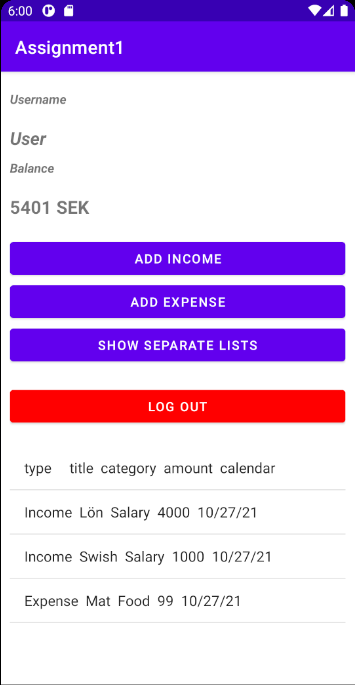 6:00
Assignment1
Username
User
Balance
5401 SEK
ADD INCOME
ADD EXPENSE
SHOW SEPARATE LISTS
LOG OUT
type title category amount calendar
Income Lön Salary 4000 10/27/21
Income Swish Salary 1000 10/27/21
Expense Mat Food 99 10/27/21